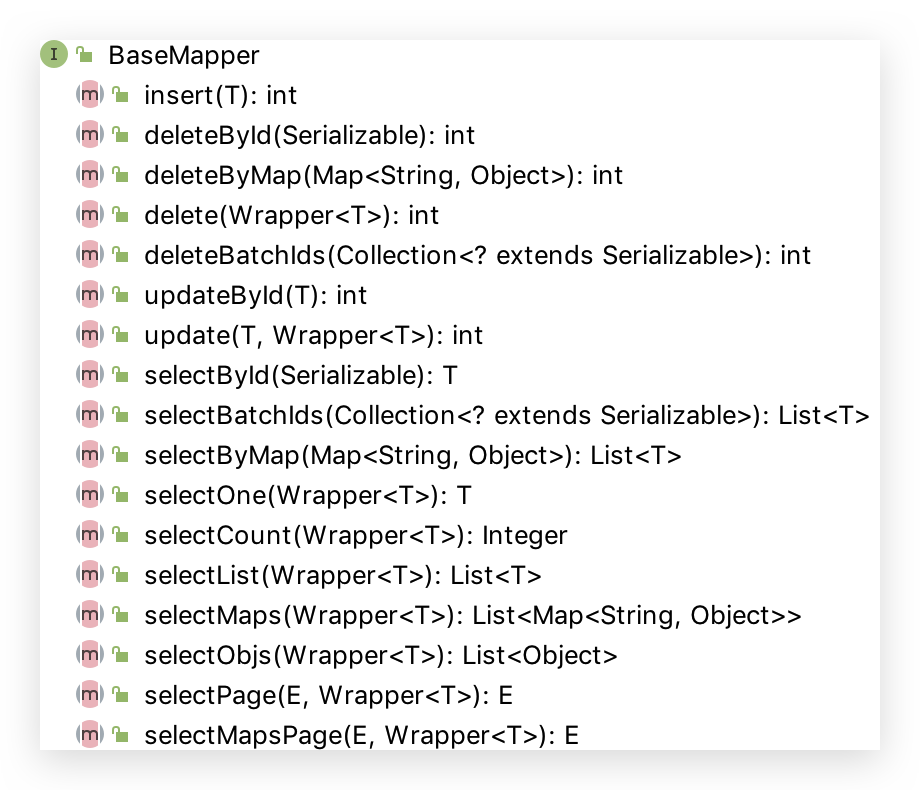 I BaseMapper
m insert(T): int
m deleteById(Serializable): int
m deleteByMap(Map<String, Object>): int
m delete(Wrapper<T>): int
m deleteBatchIds(Collection<? extends Serializable>): int
m updateById(T): int
m update(T, Wrapper<T>): int
m selectById(Serializable): T
m selectBatchIds(Collection<? extends Serializable>): List<T>
m selectByMap(Map<String, Object>): List<T>
m selectOne(Wrapper<T>): T
m selectCount(Wrapper<T>): Integer
m selectList(Wrapper<T>): List<T>
m selectMaps(Wrapper<T>): List<Map<String, Object>>
m selectObjs(Wrapper<T>): List<Object>
m selectPage(E, Wrapper<T>): E
m selectMapsPage(E, Wrapper<T>): E